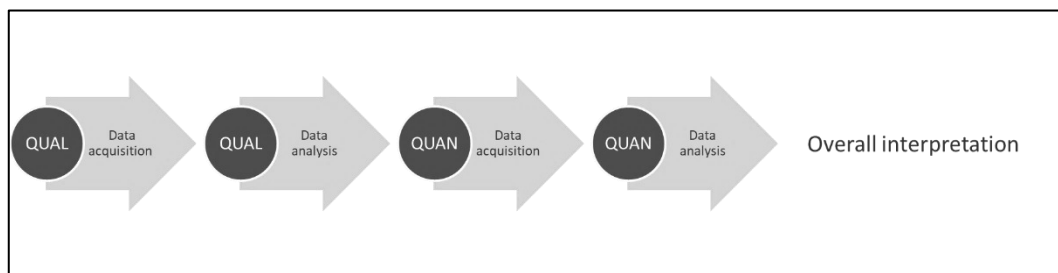 QUAL
Data
acquisition
QUAL
Data
analysis
QUAN
Data
acquisition
QUAN
Data
analysis
Overall interpretation